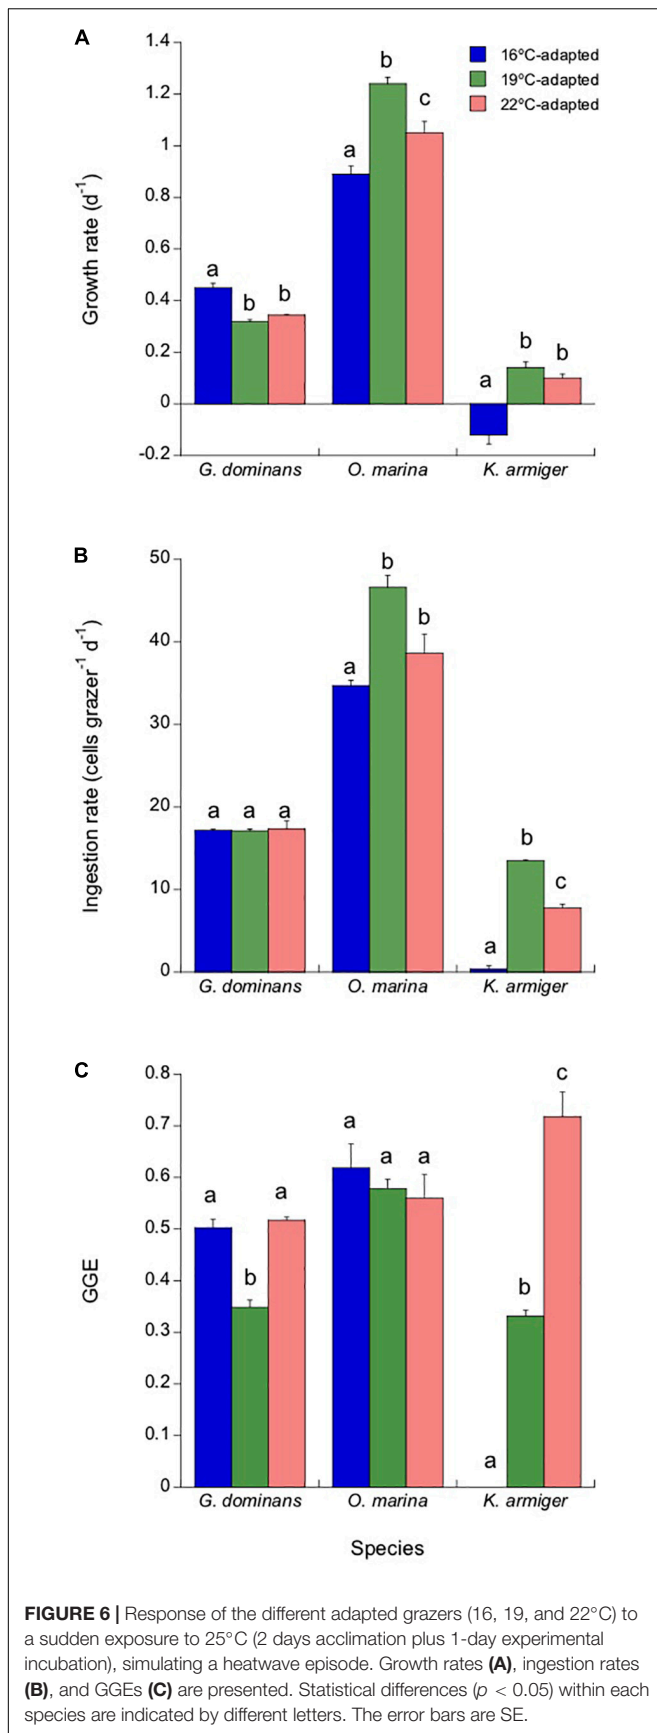 A
1.4
16ºC-adapted
19ºC-adapted
22ºC-adapted
1.2
1
0.8
0.6
0.4
0.2
0
-0.2
Growth rate (d-1)
a b b
a b c
a b b
G. dominans O. marina K. armiger
B
50
40
30
20
10
0
Ingestion rate (cells grazer-1 d-1)
a a a
a b b
a b c
G. dominans O. marina K. armiger
C
0.8
0.7
0.6
0.5
0.4
0.3
0.2
0.1
0
GGE
a b a
a a a
a b c
G. dominans O. marina K. armiger
Species
FIGURE 6 | Response of the different adapted grazers (16, 19, and 22°C) to
a sudden exposure to 25°C (2 days acclimation plus 1-day experimental
incubation), simulating a heatwave episode. Growth rates (A), ingestion rates
(B), and GGEs (C) are presented. Statistical differences (p < 0.05) within each
species are indicated by different letters. The error bars are SE.